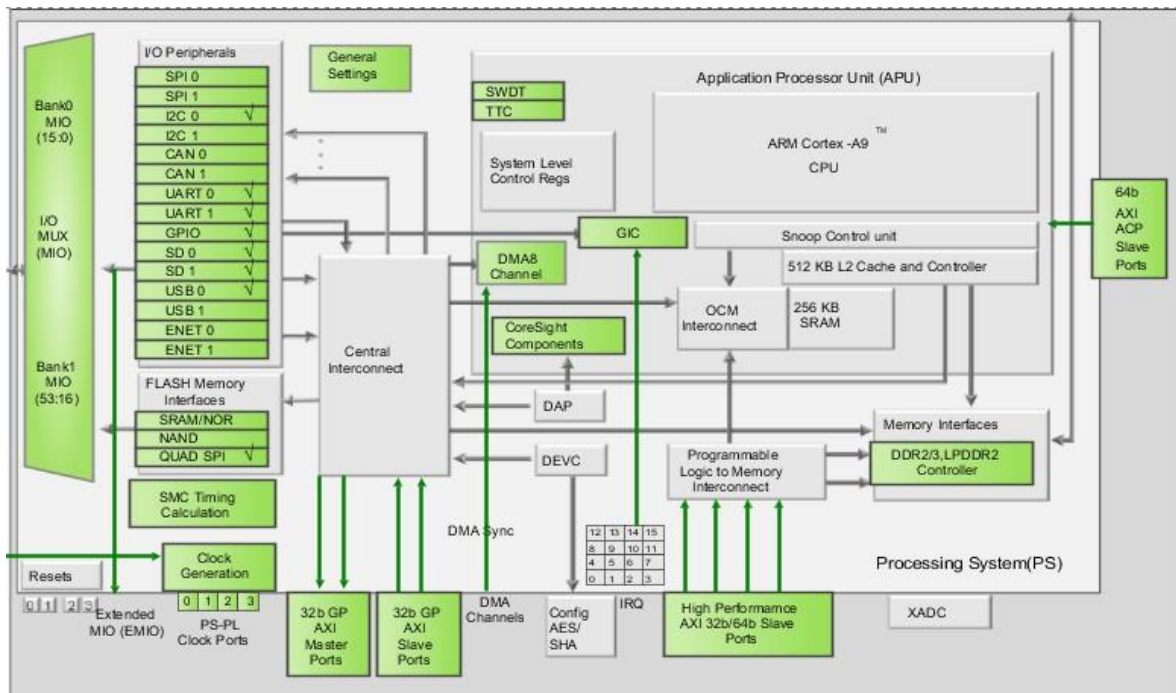 I/O Peripherals
SPI 0
SPI 1
I2C 0 √
I2C 1
CAN 0
CAN 1
UART 0 √
UART 1 √
GPIO √
SD 0 √
SD 1 √
USB 0 √
USB 1
ENET 0
ENET 1
Bank0
MIO
(15:0)
I/O
MUX
(MIO)
Bank1
MIO
(53:16)
FLASH Memory
Interfaces
SRAM/NOR
NAND
QUAD SPI √
SMC Timing
Calculation
General
Settings
Application Processor Unit (APU)
SWDT
TTC
System Level
Control Regs
ARM Cortex -A9 ™
CPU
GIC
Snoop Control unit
512 KB L2 Cache and Controller
DMA8
Channel
OCM
Interconnect
256 KB
SRAM
CoreSight
Components
Central
Interconnect
DAP
DEVC
Programmable
Logic to Memory
Interconnect
Memory Interfaces
DDR2/3,LPDDR2
Controller
64b
AXI
ACP
Slave
Ports
DMA Sync
12 13 14 15
8 9 10 11
4 5 6 7
0 1 2 3
Processing System(PS)
Resets
0 1 2 3
Clock
Generation
0 1 2 3
Extended
MIO (EMIO)
PS-PL
Clock Ports
32b GP
AXI
Master
Ports
32b GP
AXI
Slave
Ports
DMA
Channels
Config
AES/
SHA
IRQ
High Performamce
AXI 32b/64b Slave
Ports
XADC